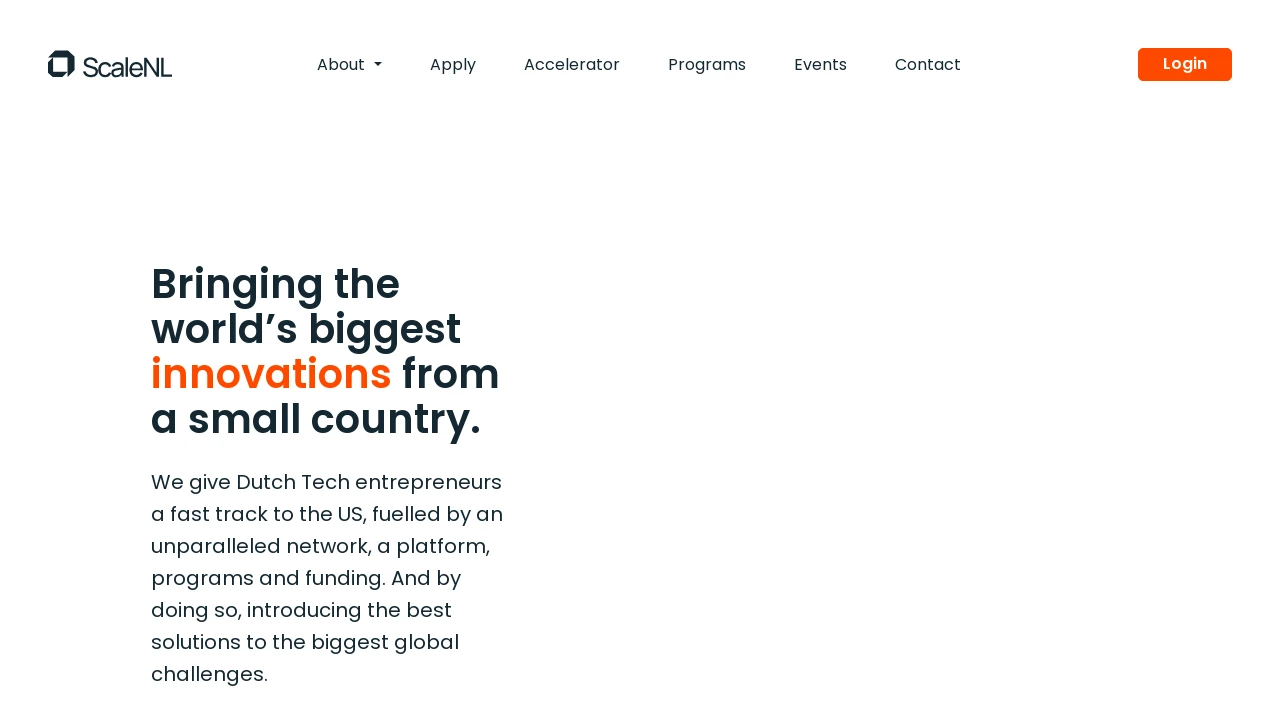 ScaleNL
About
Apply
Accelerator
Programs
Events
Contact
Login
Bringing the
world’s biggest
innovations from
a small country.
We give Dutch Tech entrepreneurs
a fast track to the US, fuelled by an
unparalleled network, a platform,
programs and funding. And by
doing so, introducing the best
solutions to the biggest global
challenges.